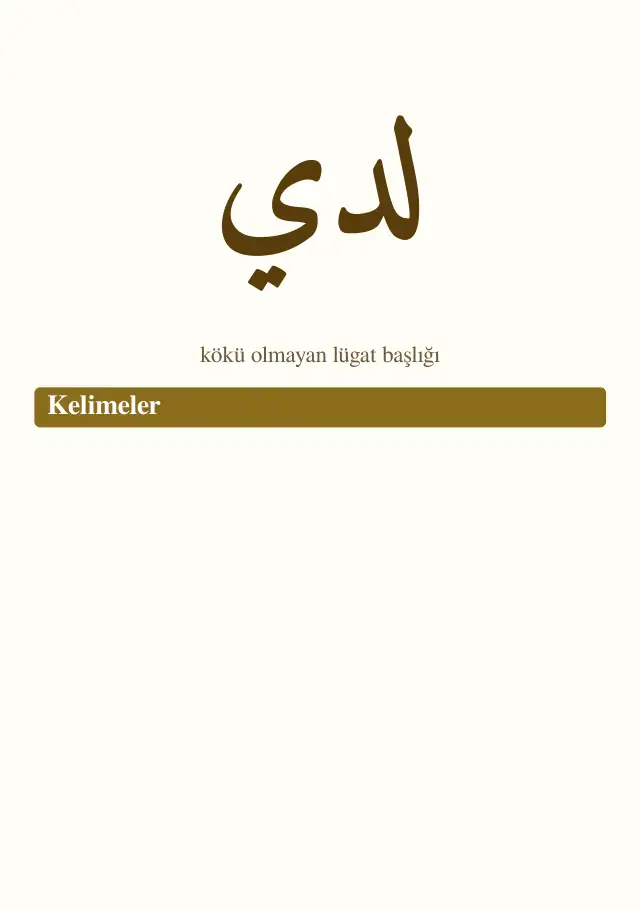 لدي
kökü olmayan lügat başlığı
Kelimeler